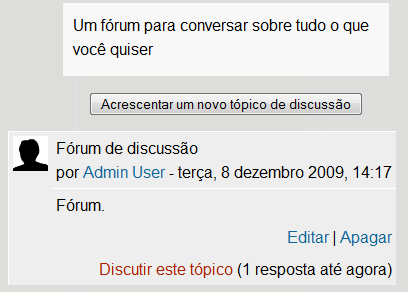 Um fórum para conversar sobre tudo o que
você quiser
Acrescentar um novo tópico de discussão
Fórum de discussão
por Admin User - terça, 8 dezembro 2009, 14:17
Fórum.
Editar | Apagar
Discutir este tópico (1 resposta até agora)